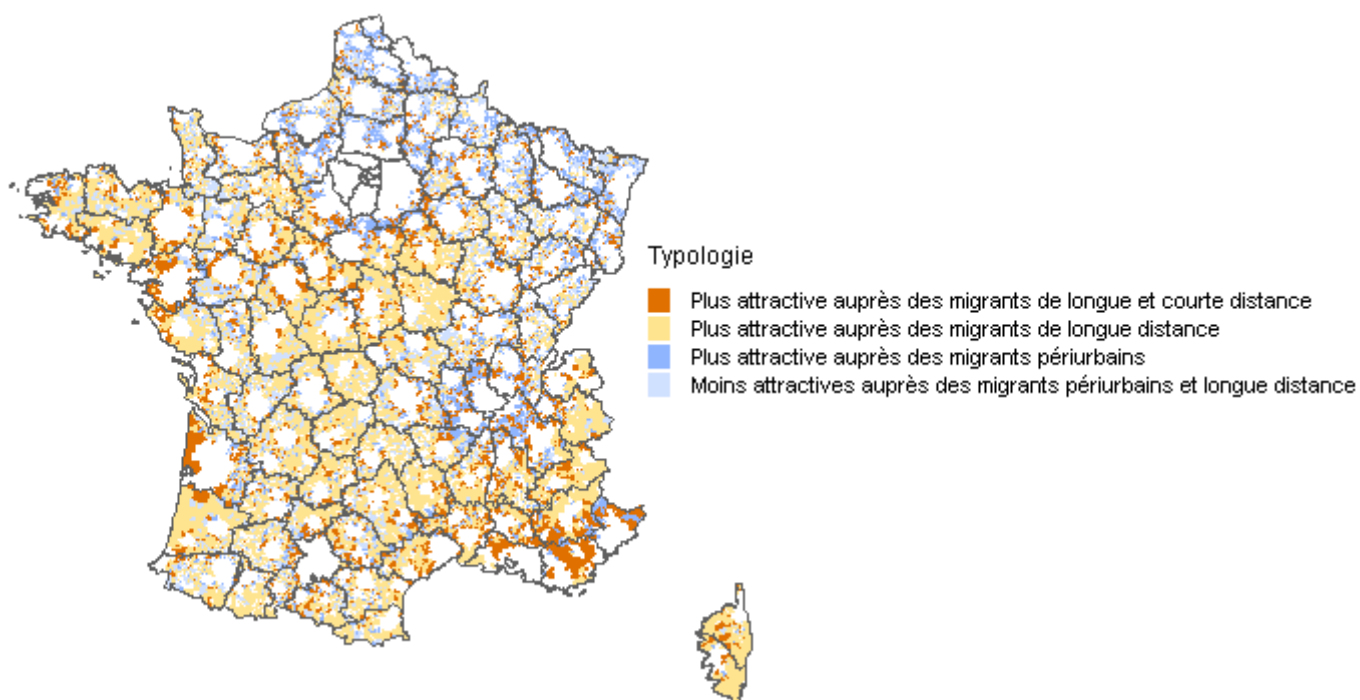 Typologie
Plus attractive auprès des migrants de longue et courte distance
Plus attractive auprès des migrants de longue distance
Plus attractive auprès des migrants périurbains
Moins attractives auprès des migrants périurbains et longue distance